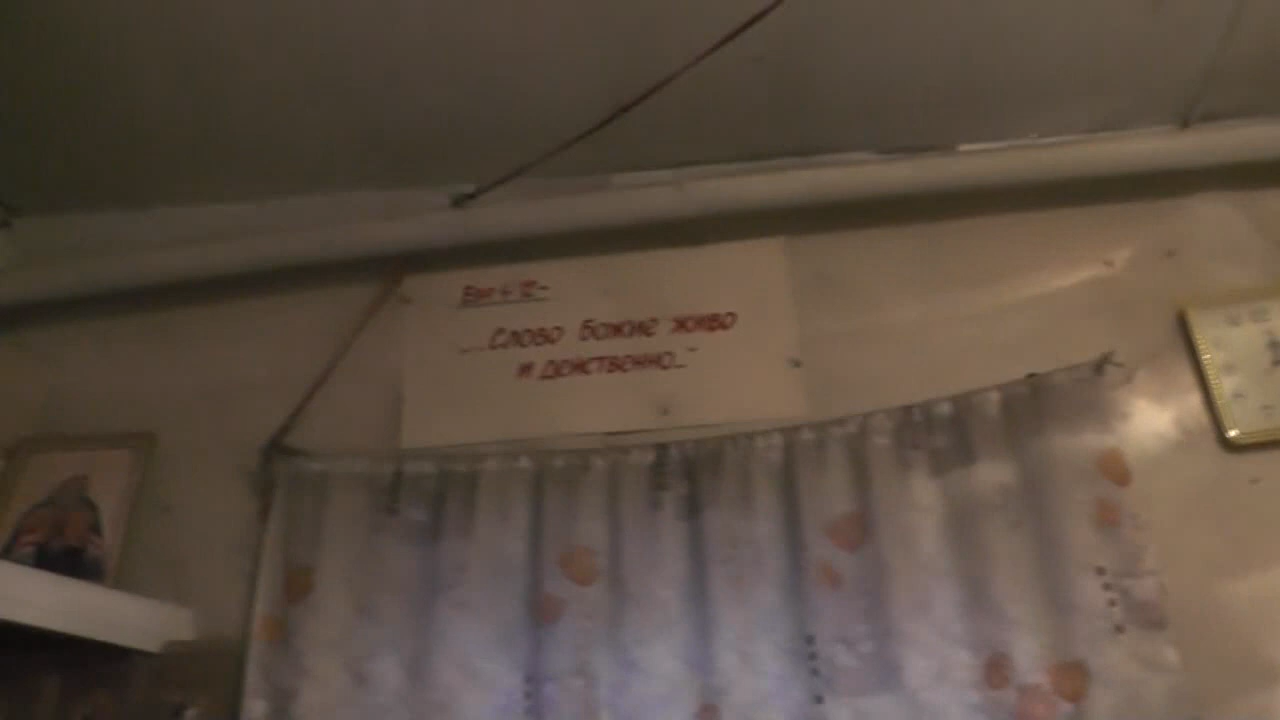 „...Слово Божие живо
и действенно..."